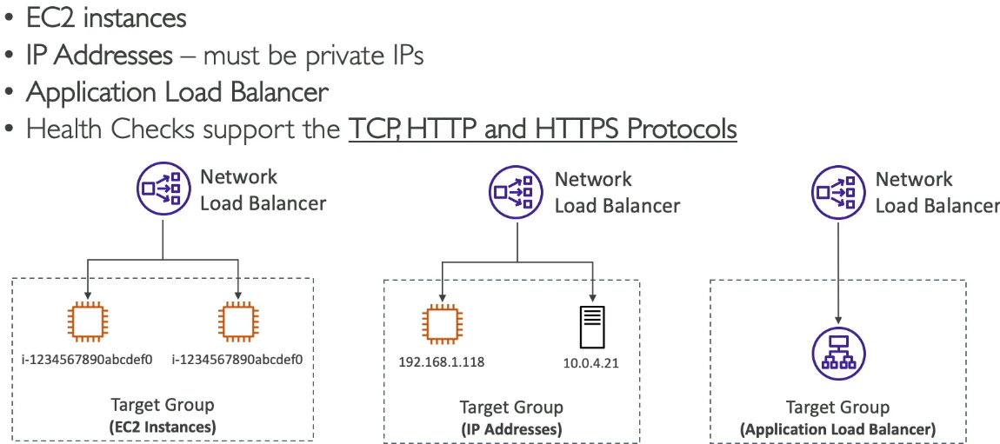 • EC2 instances
• IP Addresses – must be private IPs
• Application Load Balancer
• Health Checks support the TCP, HTTP and HTTPS Protocols
Network
Load Balancer
i-1234567890abcdef0
i-1234567890abcdef0
Target Group
(EC2 Instances)
Network
Load Balancer
192.168.1.118
10.0.4.21
Target Group
(IP Addresses)
Network
Load Balancer
Target Group
(Application Load Balancer)